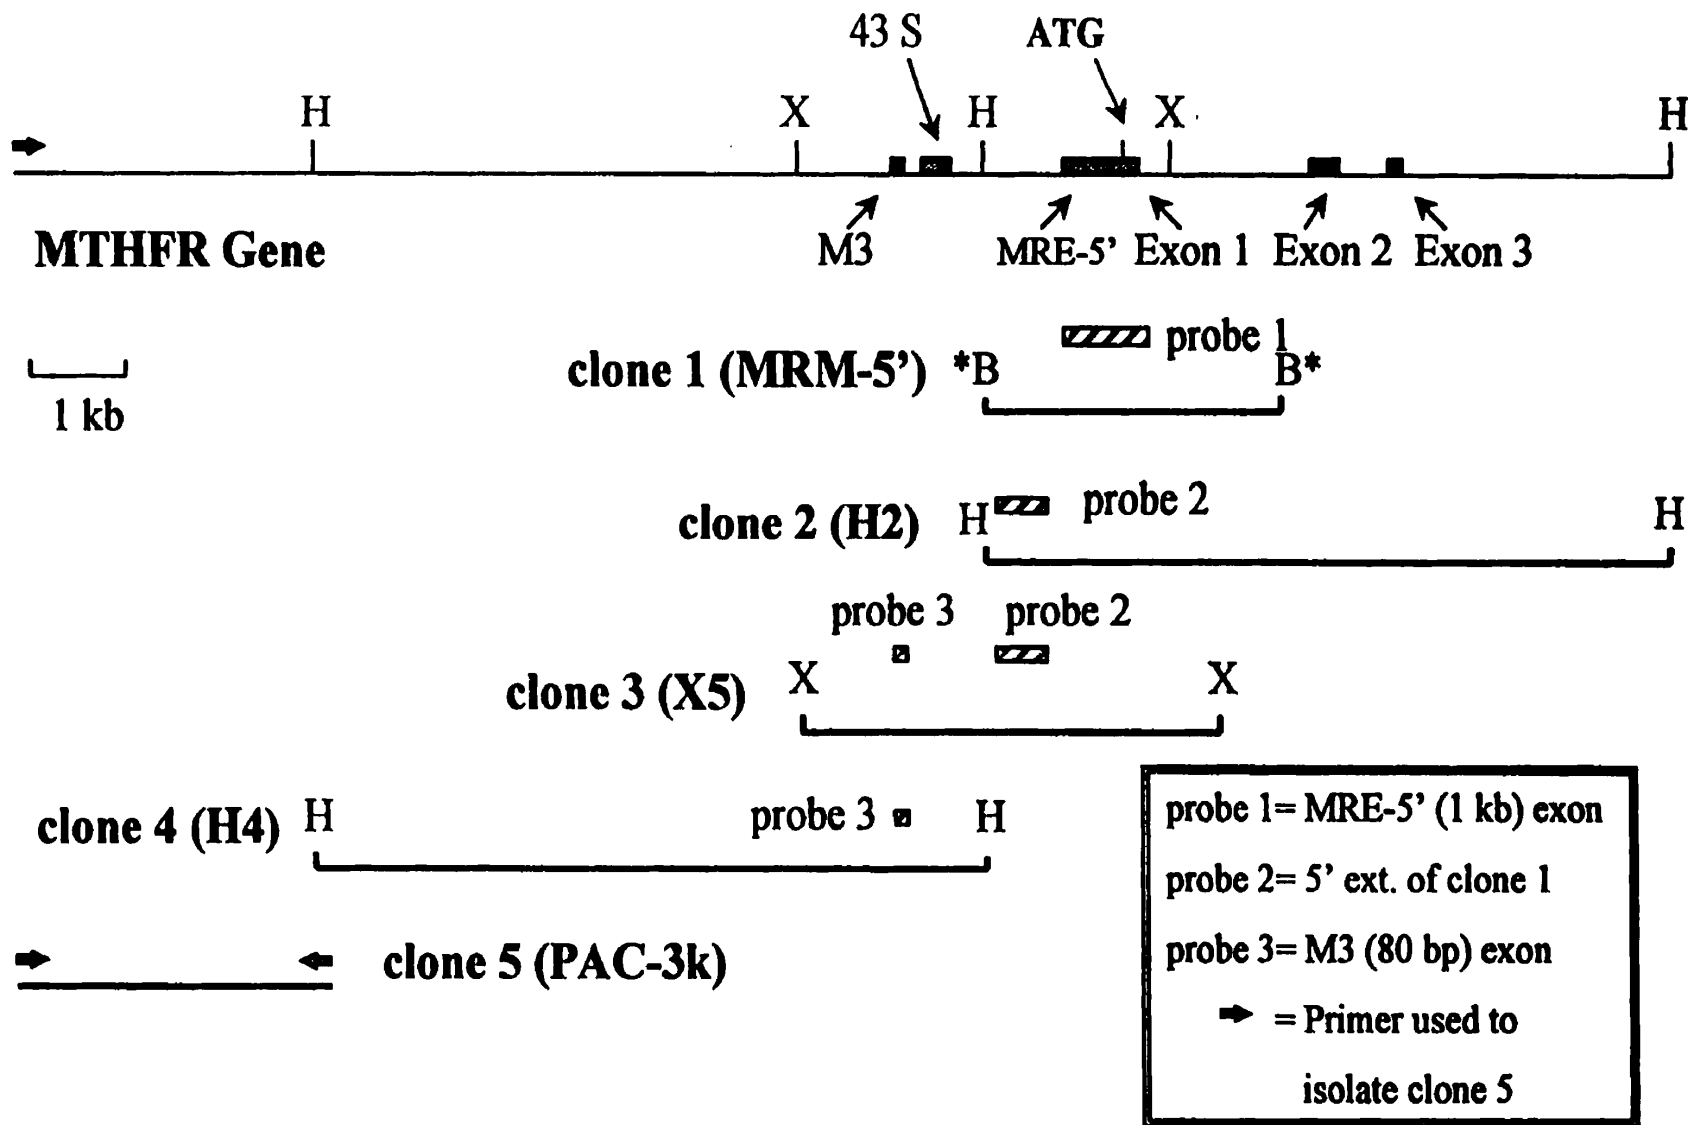 43 S ATG
H X H X H
MTHFR Gene
M3 MRE-5' Exon 1 Exon 2 Exon 3
1 kb
probe 1
clone 1 (MRM-5') *B B*
probe 2
clone 2 (H2) H H
probe 3 probe 2
clone 3 (X5) X X
clone 4 (H4) H probe 3 H
clone 5 (PAC-3k)
probe 1= MRE-5' (1 kb) exon
probe 2= 5' ext. of clone 1
probe 3= M3 (80 bp) exon
= Primer used to
isolate clone 5